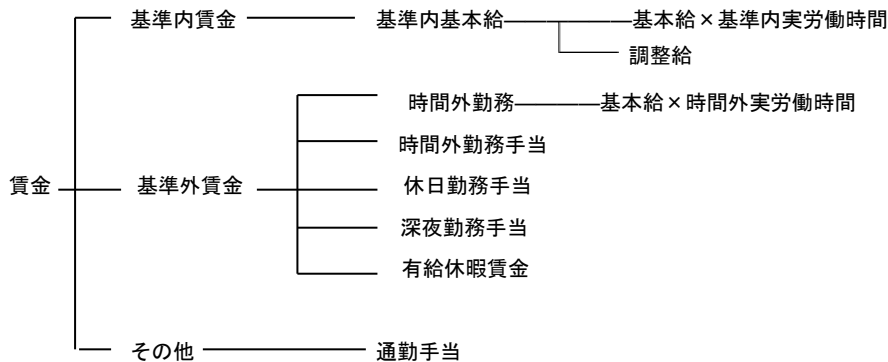 基準内賃金 基準内基本給 基本給×基準内実労働時間
調整給
時間外勤務 基本給×時間外実労働時間
時間外勤務手当
賃金 基準外賃金 休日勤務手当
深夜勤務手当
有給休暇賃金
その他 通勤手当